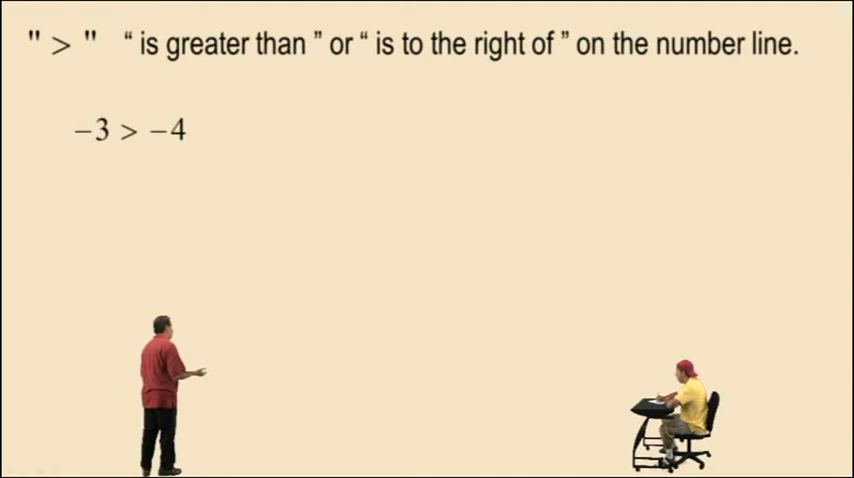 " > " “ is greater than ” or “ is to the right of ” on the number line.
−3 > −4